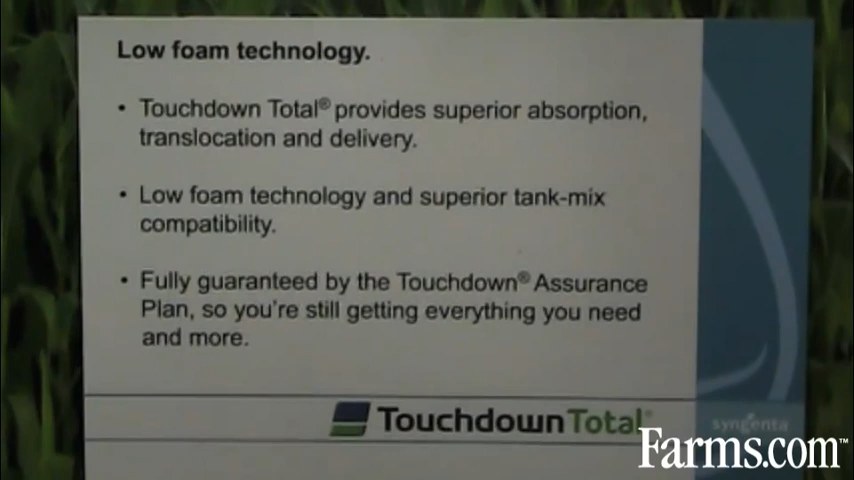 Low foam technology.
• Touchdown Total® provides superior absorption,
translocation and delivery.
• Low foam technology and superior tank-mix
compatibility.
• Fully guaranteed by the Touchdown® Assurance
Plan, so you're still getting everything you need
and more.
TouchdownTotal®
syngenta
Farms.com™